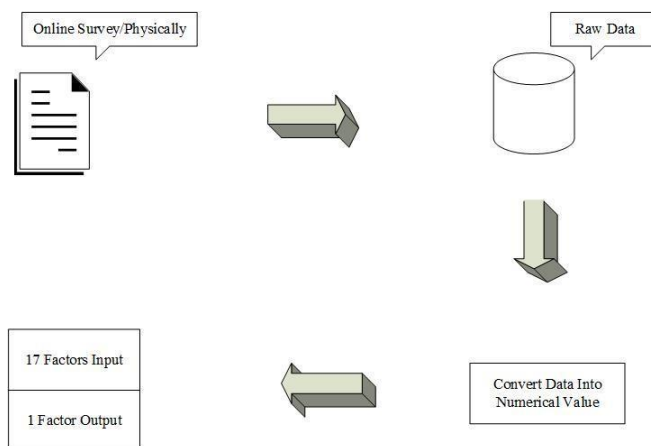 Online Survey/Physically
Raw Data
17 Factors Input
1 Factor Output
Convert Data Into
Numerical Value